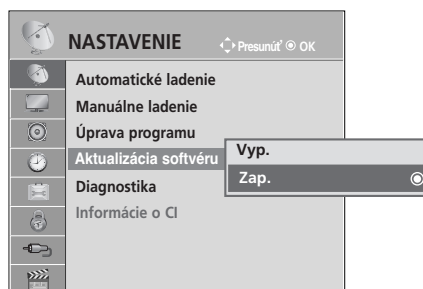 NASTAVENIE
Presunúť OK
Automatické ladenie
Manuálne ladenie
Úprava programu
Aktualizácia softvéru
Vyp.
Zap.
Diagnostika
Informácie o CI